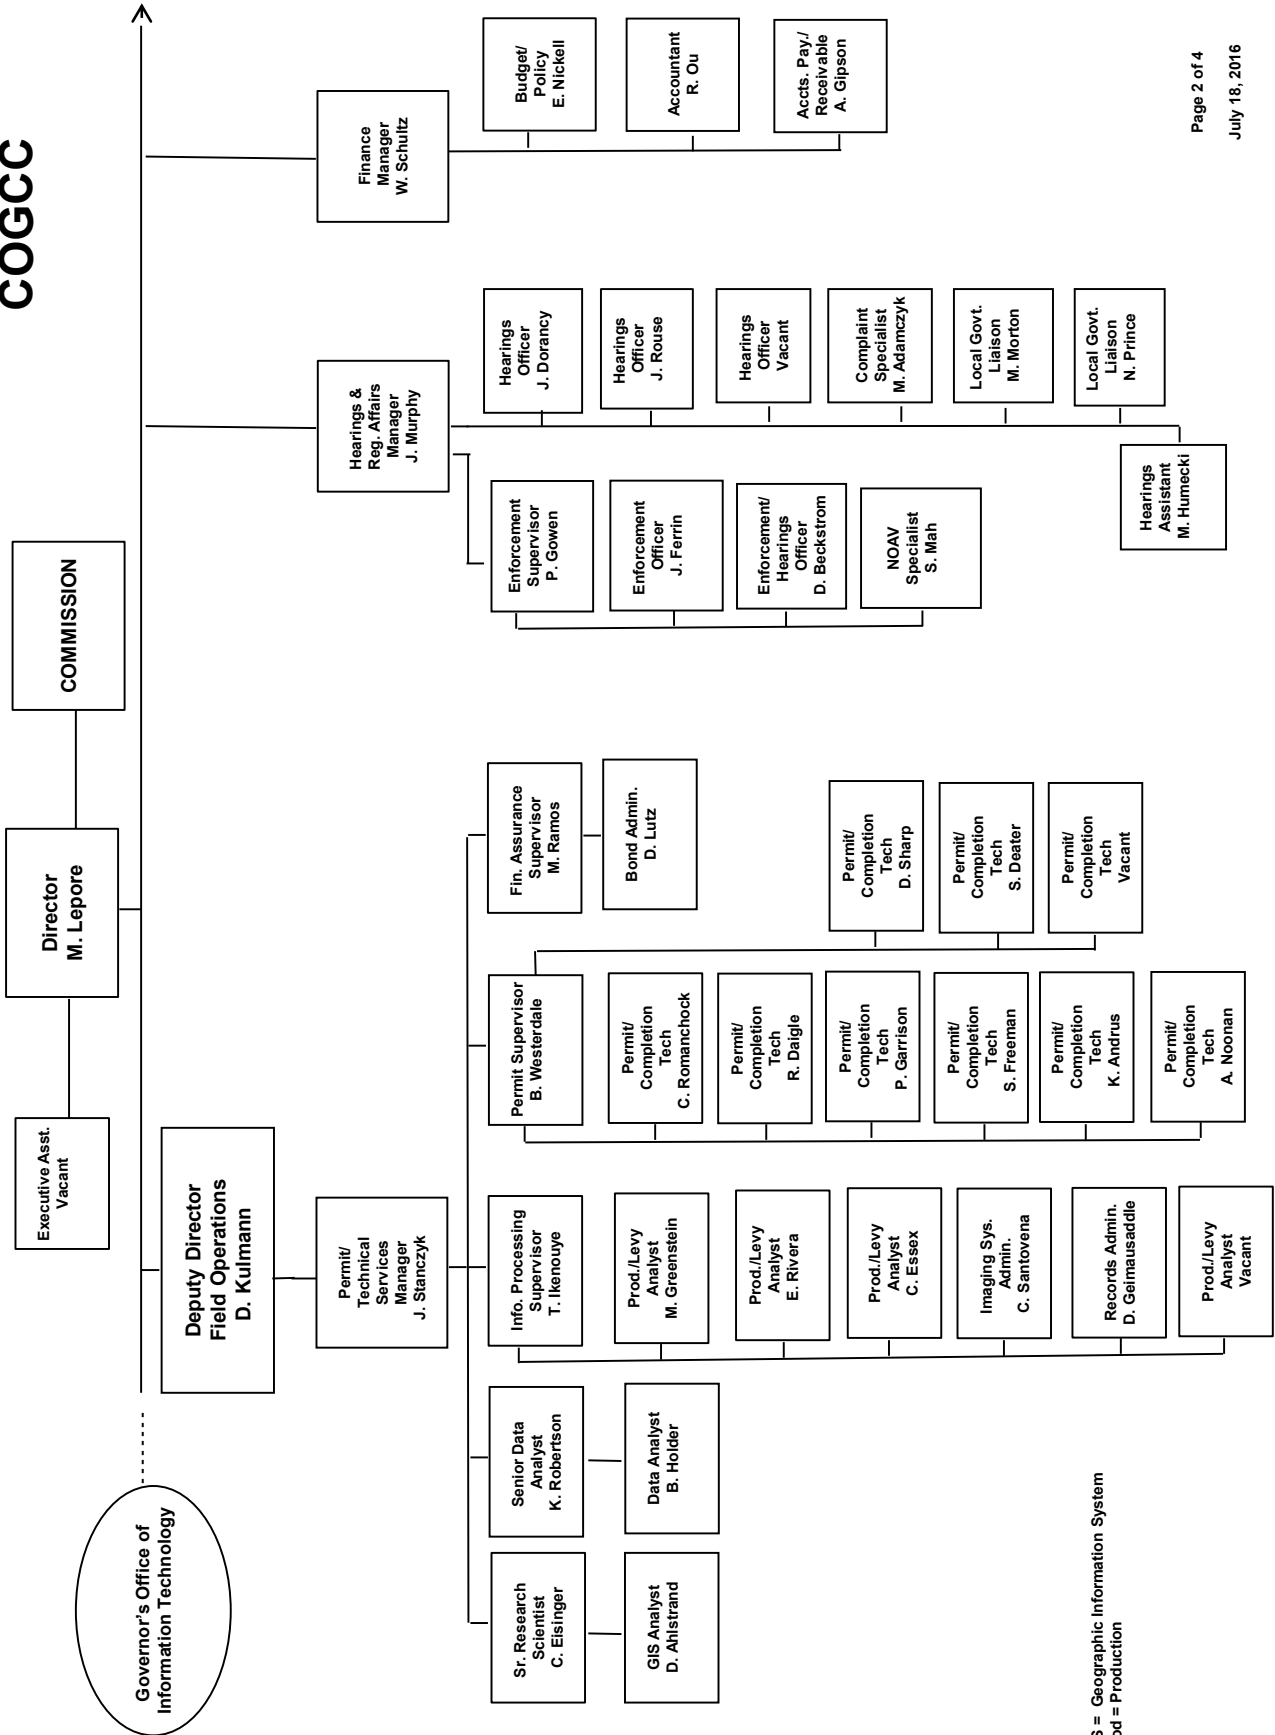 COGCC
COMMISSION
Director
M. Lepore
Executive Asst.
Vacant
Governor's Office of
Information Technology
Deputy Director
Field Operations
D. Kulmann
Permit/
Technical
Services
Manager
J. Stanczyk
Hearings &
Reg. Affairs
Manager
J. Murphy
Finance
Manager
W. Schultz
Sr. Research
Scientist
C. Eisinger
GIS Analyst
D. Ahlstrand
Senior Data
Analyst
K. Robertson
Data Analyst
B. Holder
Info. Processing
Supervisor
T. Ikenouye
Prod./Levy
Analyst
M. Greenstein
Prod./Levy
Analyst
E. Rivera
Prod./Levy
Analyst
C. Essex
Imaging Sys.
Admin.
C. Santovena
Records Admin.
D. Geimausaddle
Prod./Levy
Analyst
Vacant
Permit Supervisor
B. Westerdale
Permit/
Completion
Tech
C. Romanchock
Permit/
Completion
Tech
R. Daigle
Permit/
Completion
Tech
P. Garrison
Permit/
Completion
Tech
S. Freeman
Permit/
Completion
Tech
K. Andrus
Permit/
Completion
Tech
A. Noonan
Permit/
Completion
Tech
D. Sharp
Permit/
Completion
Tech
S. Deater
Permit/
Completion
Tech
Vacant
Fin. Assurance
Supervisor
M. Ramos
Bond Admin.
D. Lutz
Enforcement
Supervisor
P. Gowen
Enforcement
Officer
J. Ferrin
Enforcement/
Hearings
Officer
D. Beckstrom
NOAV
Specialist
S. Mah
Hearings
Officer
J. Dorancy
Hearings
Officer
J. Rouse
Hearings
Officer
Vacant
Complaint
Specialist
M. Adamczyk
Local Govt.
Liaison
M. Morton
Local Govt.
Liaison
N. Prince
Hearings
Assistant
M. Humecki
Budget/
Policy
E. Nickell
Accountant
R. Ou
Accts. Pay./
Receivable
A. Gipson
= Geographic Information System
= Production
Page 2 of 4
July 18, 2016